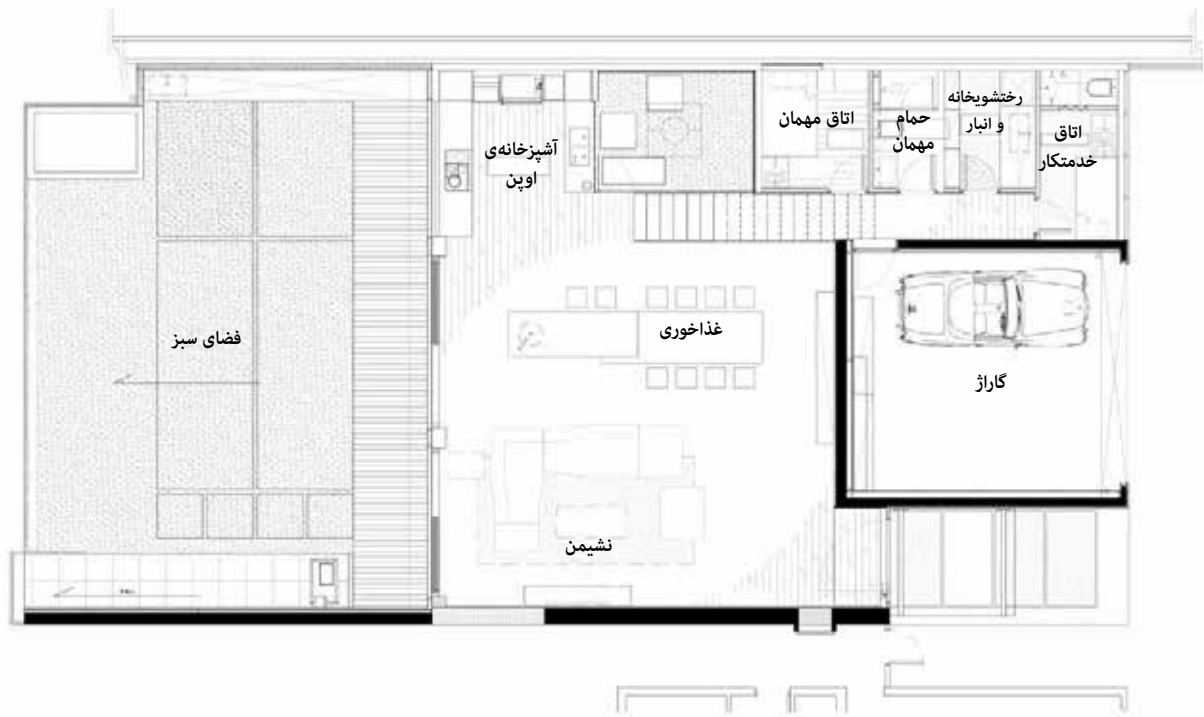 رختشویخانه
و انبار
اتاق
خدمتکار
حمام
مهمان
اتاق مهمان
آشپزخانه‌ی
اوپن
غذاخوری
فضای سبز
گاراژ
نشیمن